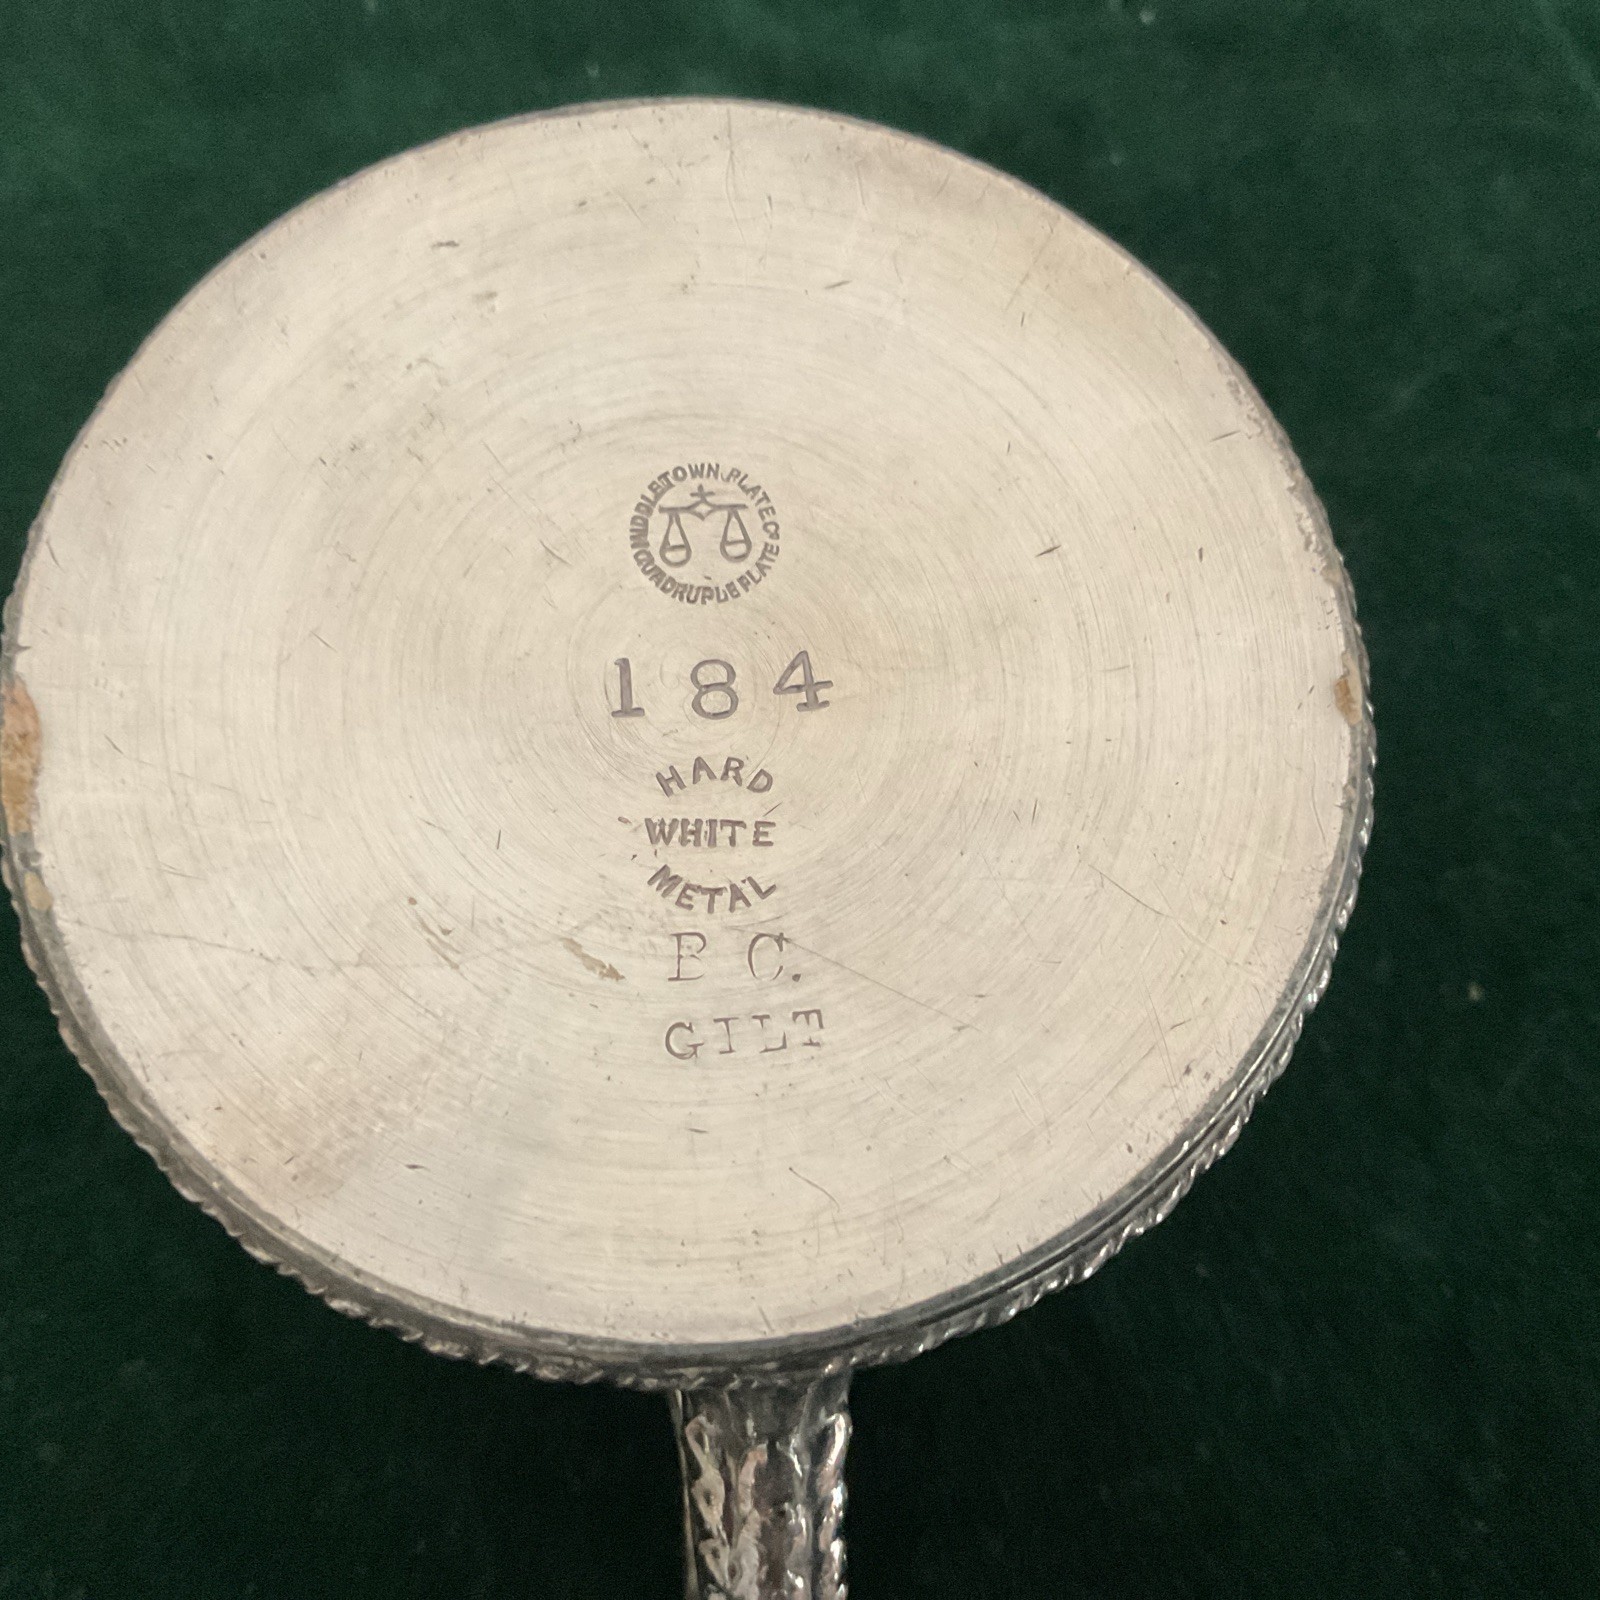 MIDDLETOWN PLATE CO
QUADRUPLE PLATE
184
HARD
WHITE
METAL
B C.
GILT